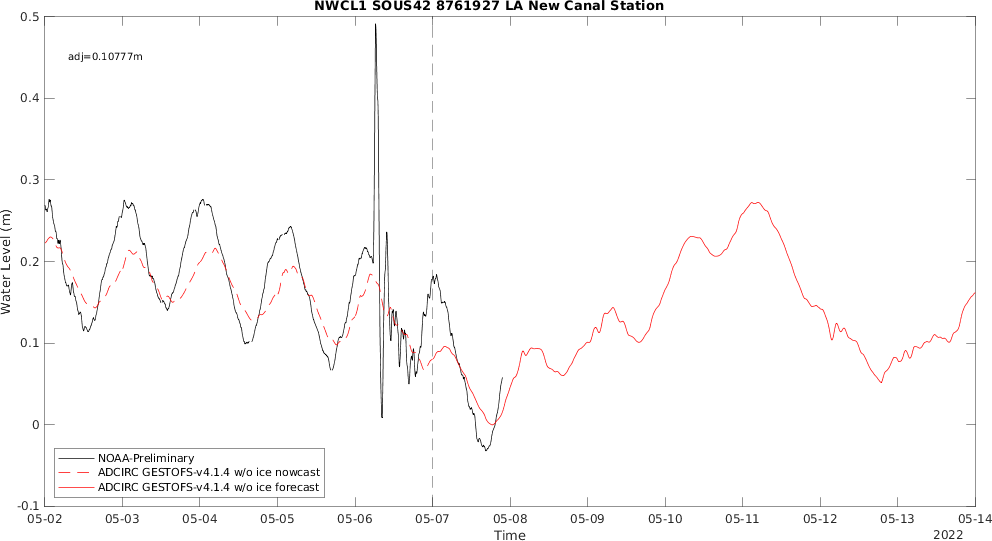 NWCL1 SOUS42 8761927 LA New Canal Station
adj=0.10777m
0.5
0.4
0.3
0.2
0.1
0
-0.1
Water Level (m)
NOAA-Preliminary
ADCIRC GESTOFS-v4.1.4 w/o ice nowcast
ADCIRC GESTOFS-v4.1.4 w/o ice forecast
05-02 05-03 05-04 05-05 05-06 05-07 05-08 05-09 05-10 05-11 05-12 05-13 05-14
Time
2022